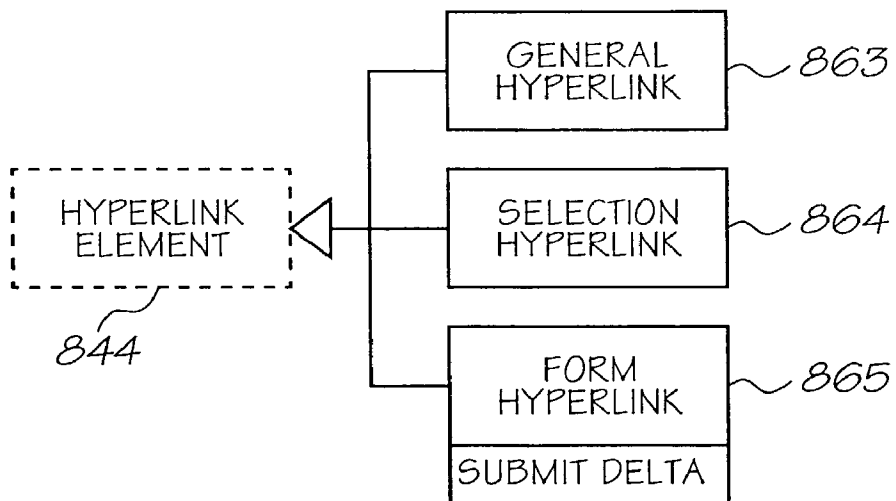 GENERAL
HYPERLINK
863
HYPERLINK
ELEMENT
844
SELECTION
HYPERLINK
864
FORM
HYPERLINK
865
SUBMIT DELTA